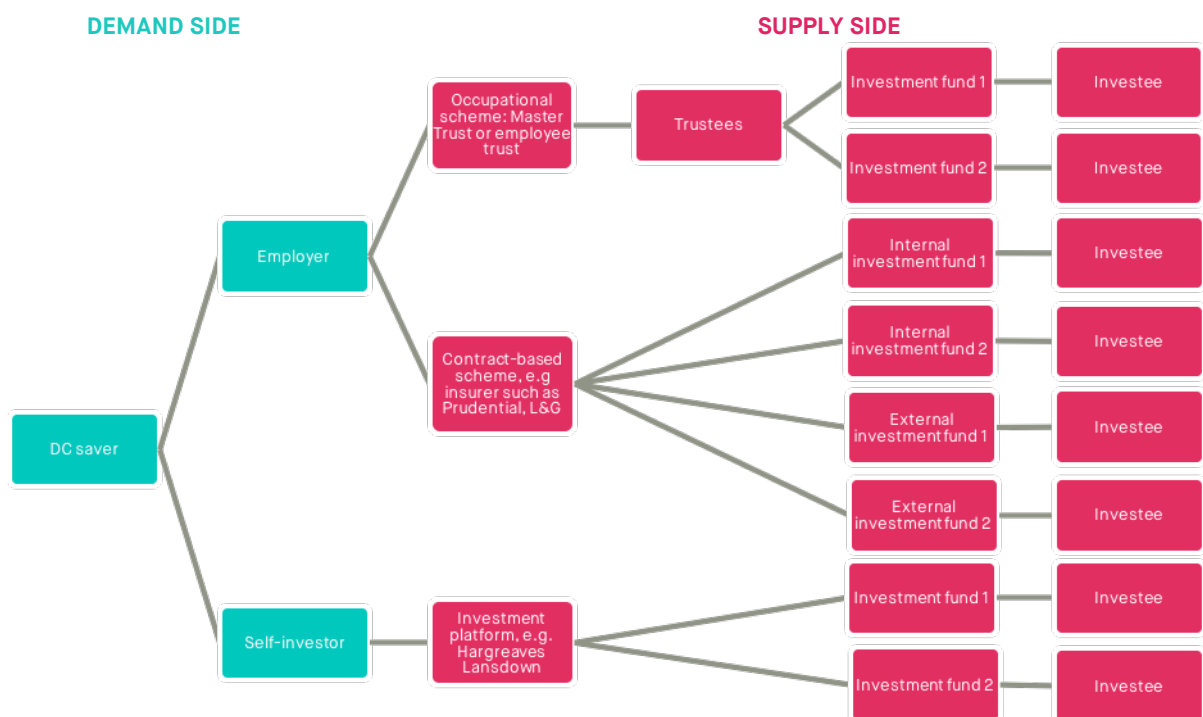 DEMAND SIDE
SUPPLY SIDE
DC saver
Employer
Self-investor
Occupational
scheme: Master
Trust or employee
trust
Contract-based
scheme, e.g
insurer such as
Prudential, L&G
Investment
platform, e.g.
Hargreaves
Lansdown
Trustees
Investment fund 1
Investee
Investment fund 2
Investee
Internal
investment fund 1
Investee
Internal
investment fund 2
Investee
External
investment fund 1
Investee
External
investment fund 2
Investee
Investment fund 1
Investee
Investment fund 2
Investee